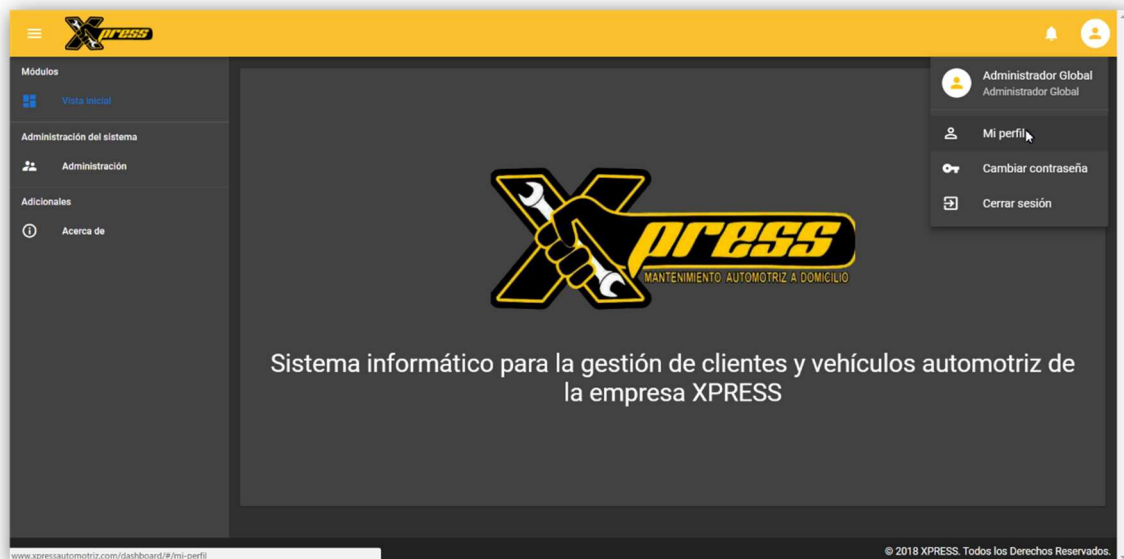 Xpress
Módulos
Vista inicial
Administración del sistema
Administración
Adicionales
Acerca de
Administrador Global
Administrador Global
Mi perfil
Cambiar contraseña
Cerrar sesión
Xpress
MANTENIMIENTO AUTOMOTRIZ A DOMICILIO
Sistema informático para la gestión de clientes y vehículos automotriz de
la empresa XPRESS
www.xpressautomotriz.com/dashboard/#/mi-perfil
© 2018 XPRESS. Todos los Derechos Reservados.